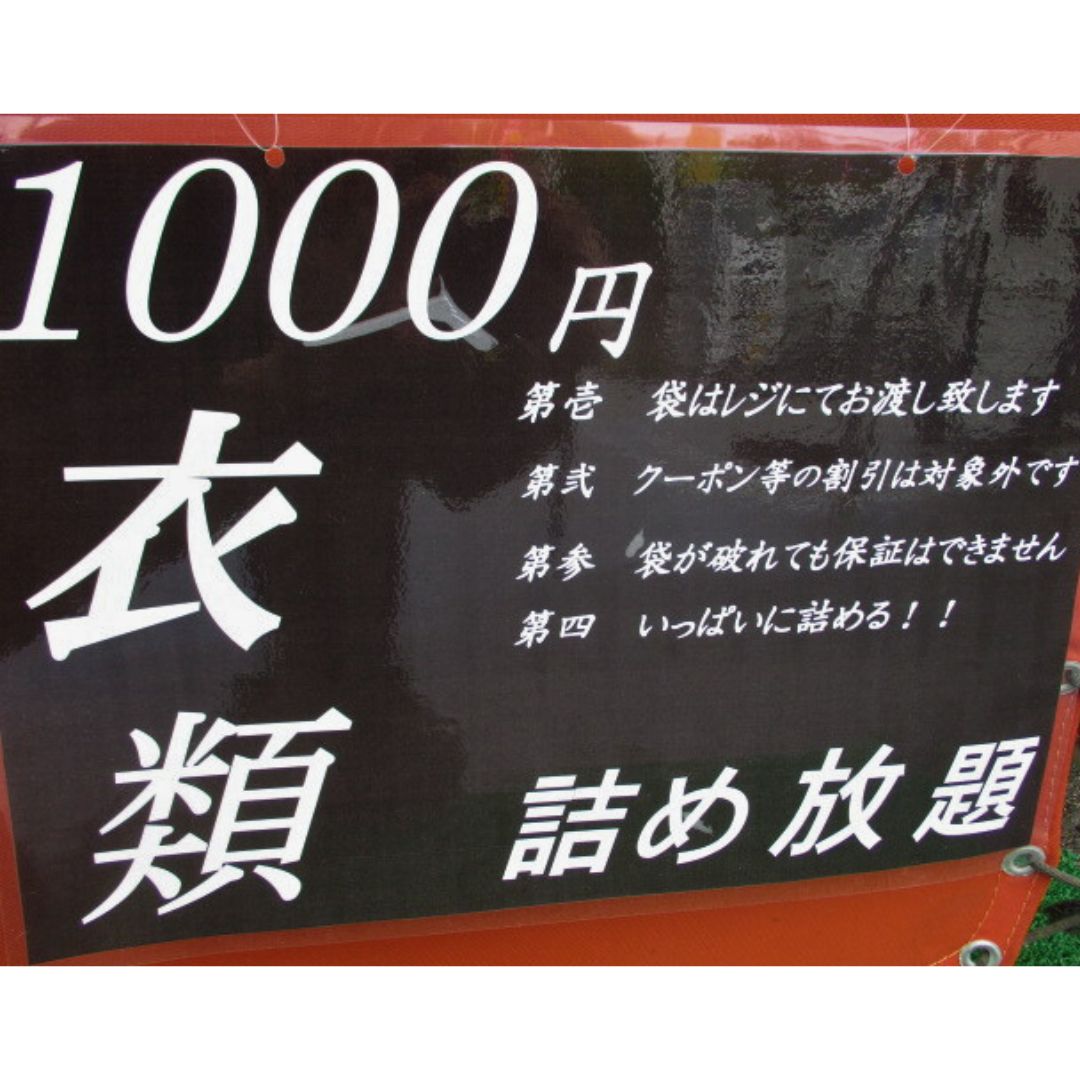 1000円
衣類
第壱 袋はレジにてお渡し致します
第弐 クーポン等の割引は対象外です
第参 袋が破れても保証はできません
第四 いっぱいに詰める！！
詰め放題